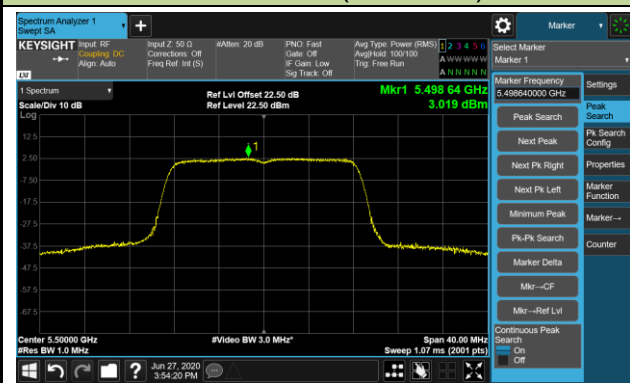 Spectrum Analyzer 1
Swept SA
+
Marker
KEYSIGHT
Input: RF
Coupling: DC
Align: Auto
Input Z: 50 Ω
Corrections: Off
Freq Ref: Int (S)
#Atten: 20 dB
PNO: Fast
Gate: Off
IF Gain: Low
Sig Track: Off
Avg Type: Power (RMS)
Avg|Hold: 100/100
Trig: Free Run
1 2 3 4 5 6
A W W W W W
A N N N N N
LXI
Select Marker
Marker 1
1 Spectrum
Scale/Div 10 dB
Log
Ref Lvl Offset 22.50 dB
Ref Level 22.50 dBm
Mkr1 5.498 64 GHz
3.019 dBm
1
12.5
2.50
-7.50
-17.5
-27.5
-37.5
-47.5
-57.5
-67.5
Center 5.50000 GHz
#Res BW 1.0 MHz
#Video BW 3.0 MHz*
Span 40.00 MHz
Sweep 1.07 ms (2001 pts)
Marker Frequency
5.498640000 GHz
Peak Search
Next Peak
Next Pk Right
Next Pk Left
Minimum Peak
Pk-Pk Search
Marker Delta
Mkr→CF
Mkr→Ref Lvl
Continuous Peak
Search
On
Off
Settings
Peak
Search
Pk Search
Config
Properties
Marker
Function
Marker→
Counter
?
Jun 27, 2020
3:54:20 PM